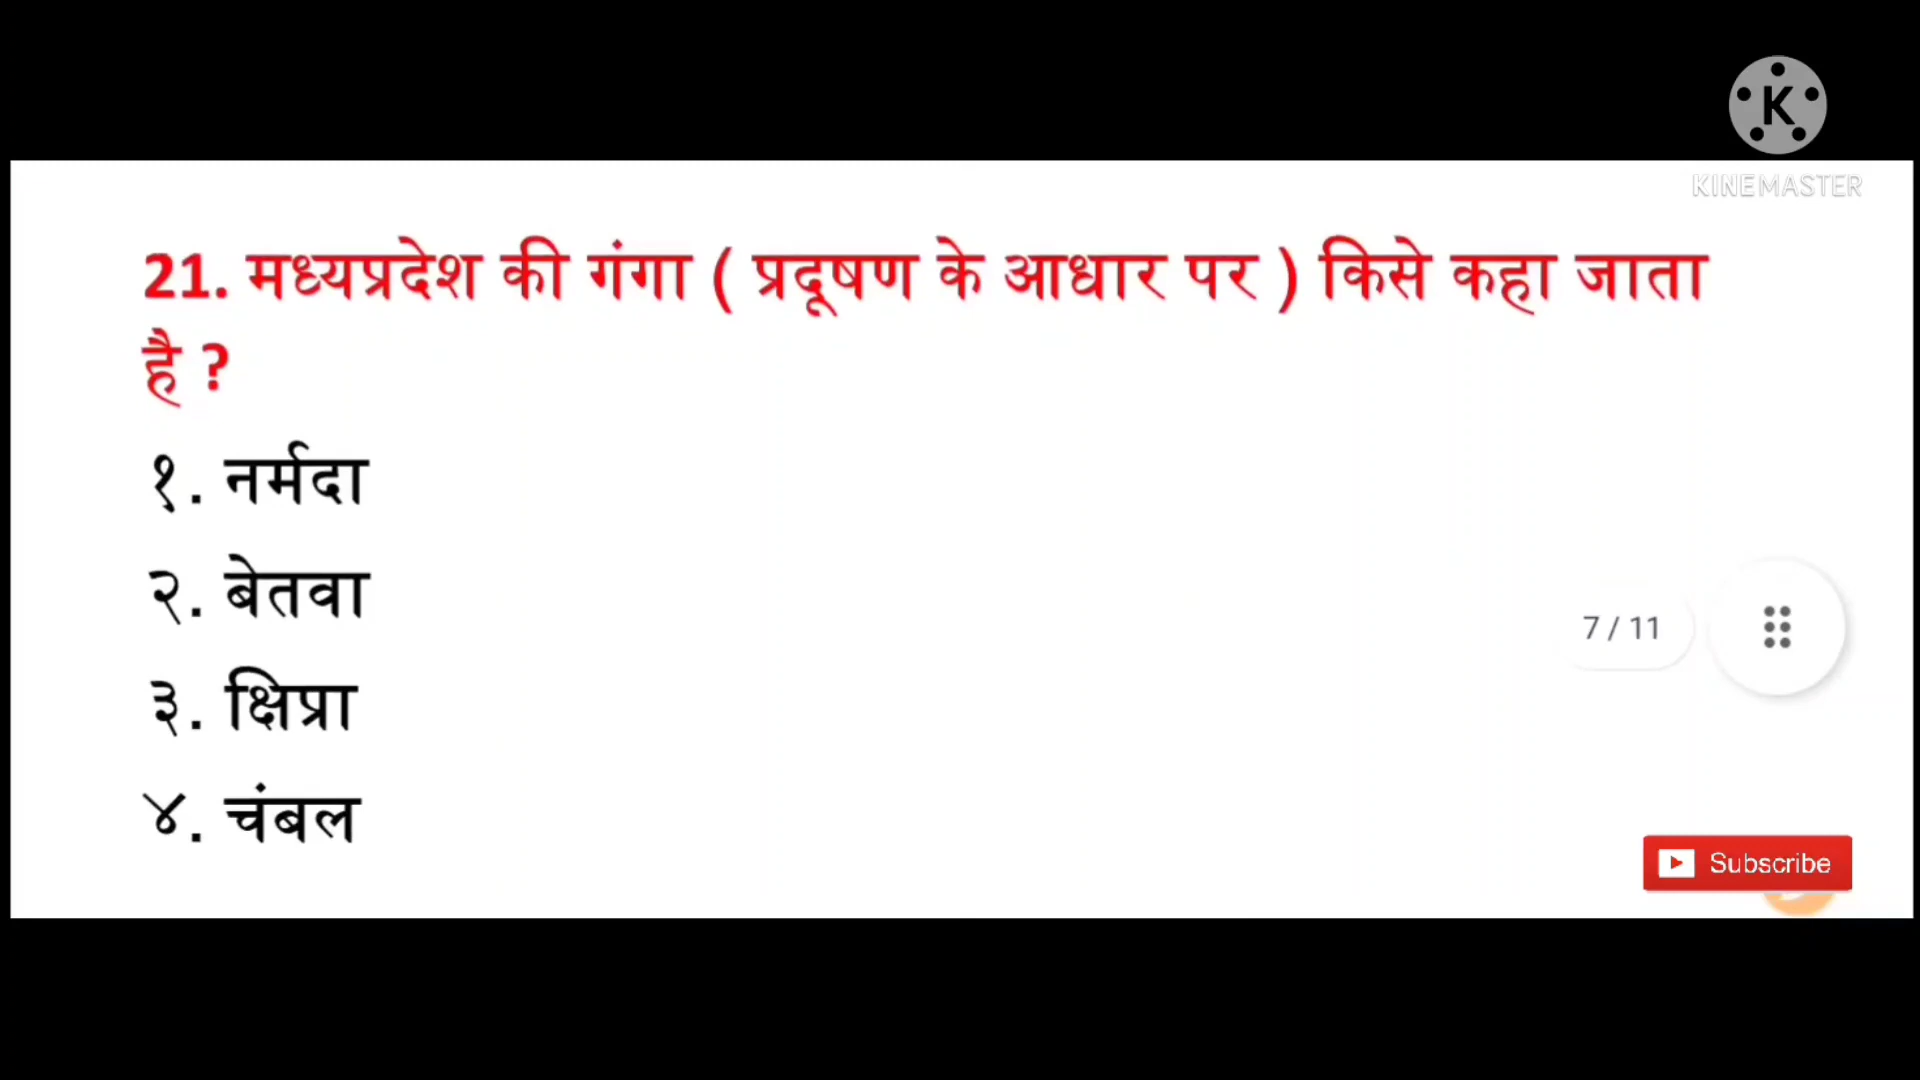 K
KINEMASTER
21. मध्यप्रदेश की गंगा ( प्रदूषण के आधार पर ) किसे कहा जाता
है ?
१. नर्मदा
२. बेतवा
३. क्षिप्रा
४. चंबल
7 / 11
Subscribe